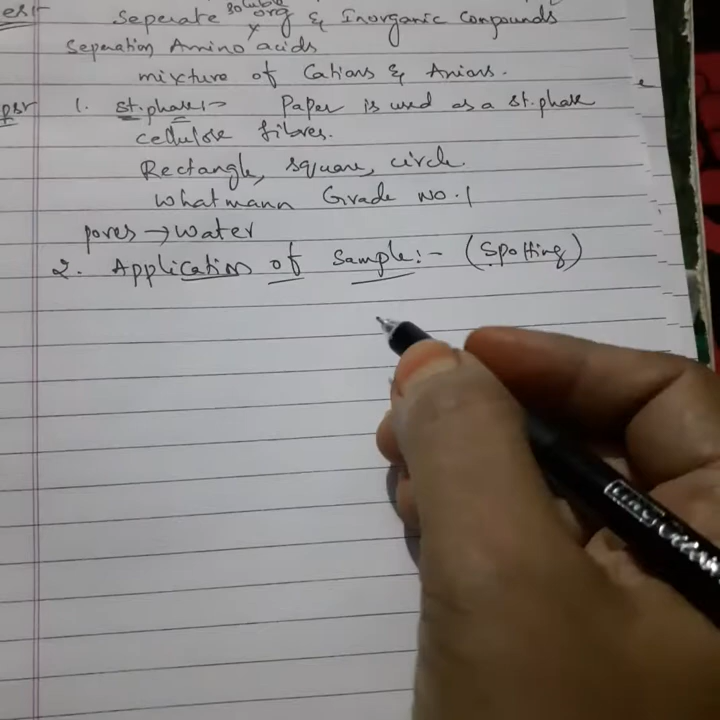 soluble
Seperate org & Inorganic Compounds
Seperation Amino acids
mixture of Cations & Anions.
1. st.phase:- Paper is used as a st.phase
cellulose fibres.
Rectangle, square, circle.
Whatmann Grade No.1
pores → water
2. Application of Sample:- (Spotting)